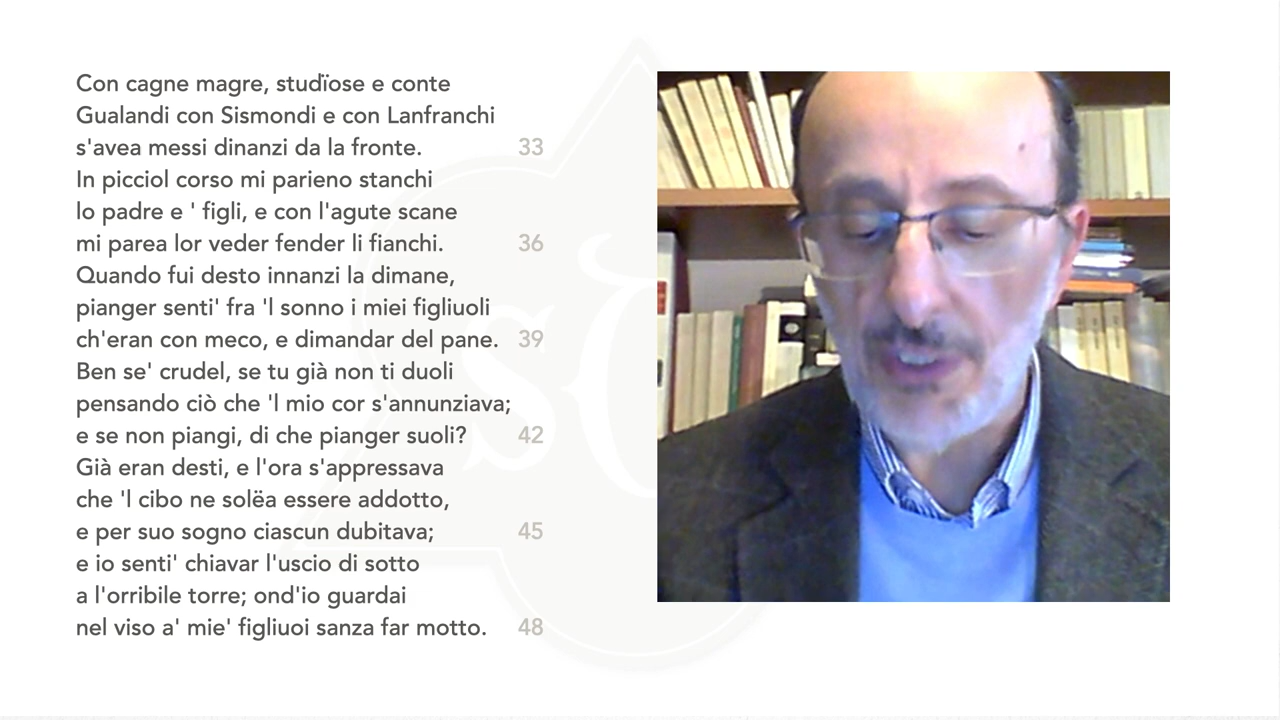 Con cagne magre, studïose e conte
Gualandi con Sismondi e con Lanfranchi
s'avea messi dinanzi da la fronte. 33
In picciol corso mi parieno stanchi
lo padre e ' figli, e con l'agute scane
mi parea lor veder fender li fianchi. 36
Quando fui desto innanzi la dimane,
pianger senti' fra 'l sonno i miei figliuoli
ch'eran con meco, e dimandar del pane. 39
Ben se' crudel, se tu già non ti duoli
pensando ciò che 'l mio cor s'annunziava;
e se non piangi, di che pianger suoli? 42
Già eran desti, e l'ora s'appressava
che 'l cibo ne solëa essere addotto,
e per suo sogno ciascun dubitava; 45
e io senti' chiavar l'uscio di sotto
a l'orribile torre; ond'io guardai
nel viso a' mie' figliuoi sanza far motto. 48